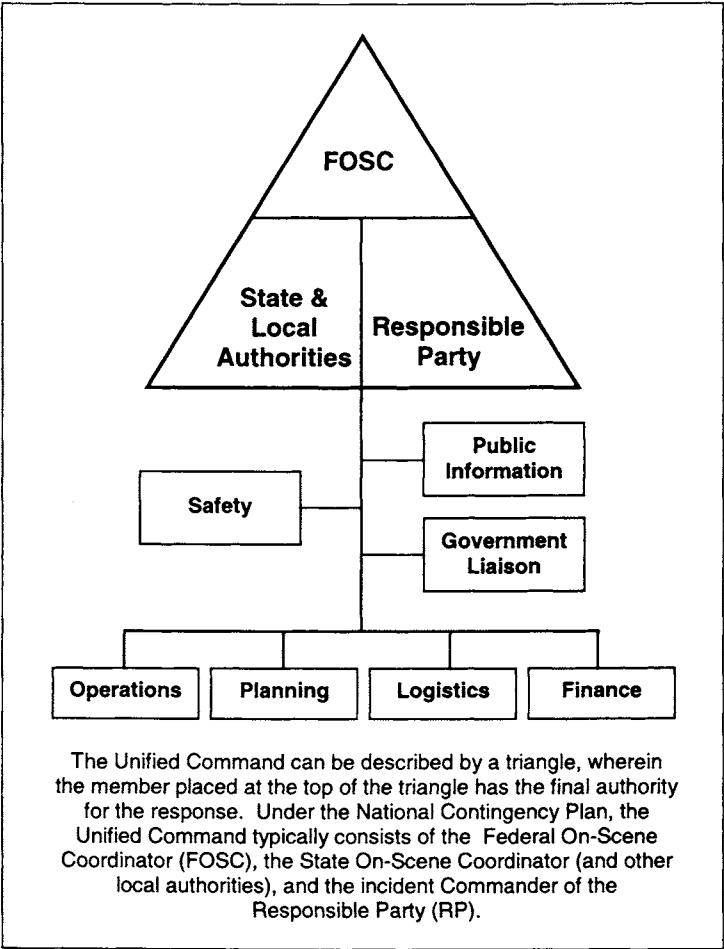 FOSC
State &
Local
Authorities
Responsible
Party
Public
Information
Safety
Government
Liaison
Operations
Planning
Logistics
Finance
The Unified Command can be described by a triangle, wherein
the member placed at the top of the triangle has the final authority
for the response. Under the National Contingency Plan, the
Unified Command typically consists of the Federal On-Scene
Coordinator (FOSC), the State On-Scene Coordinator (and other
local authorities), and the incident Commander of the
Responsible Party (RP).